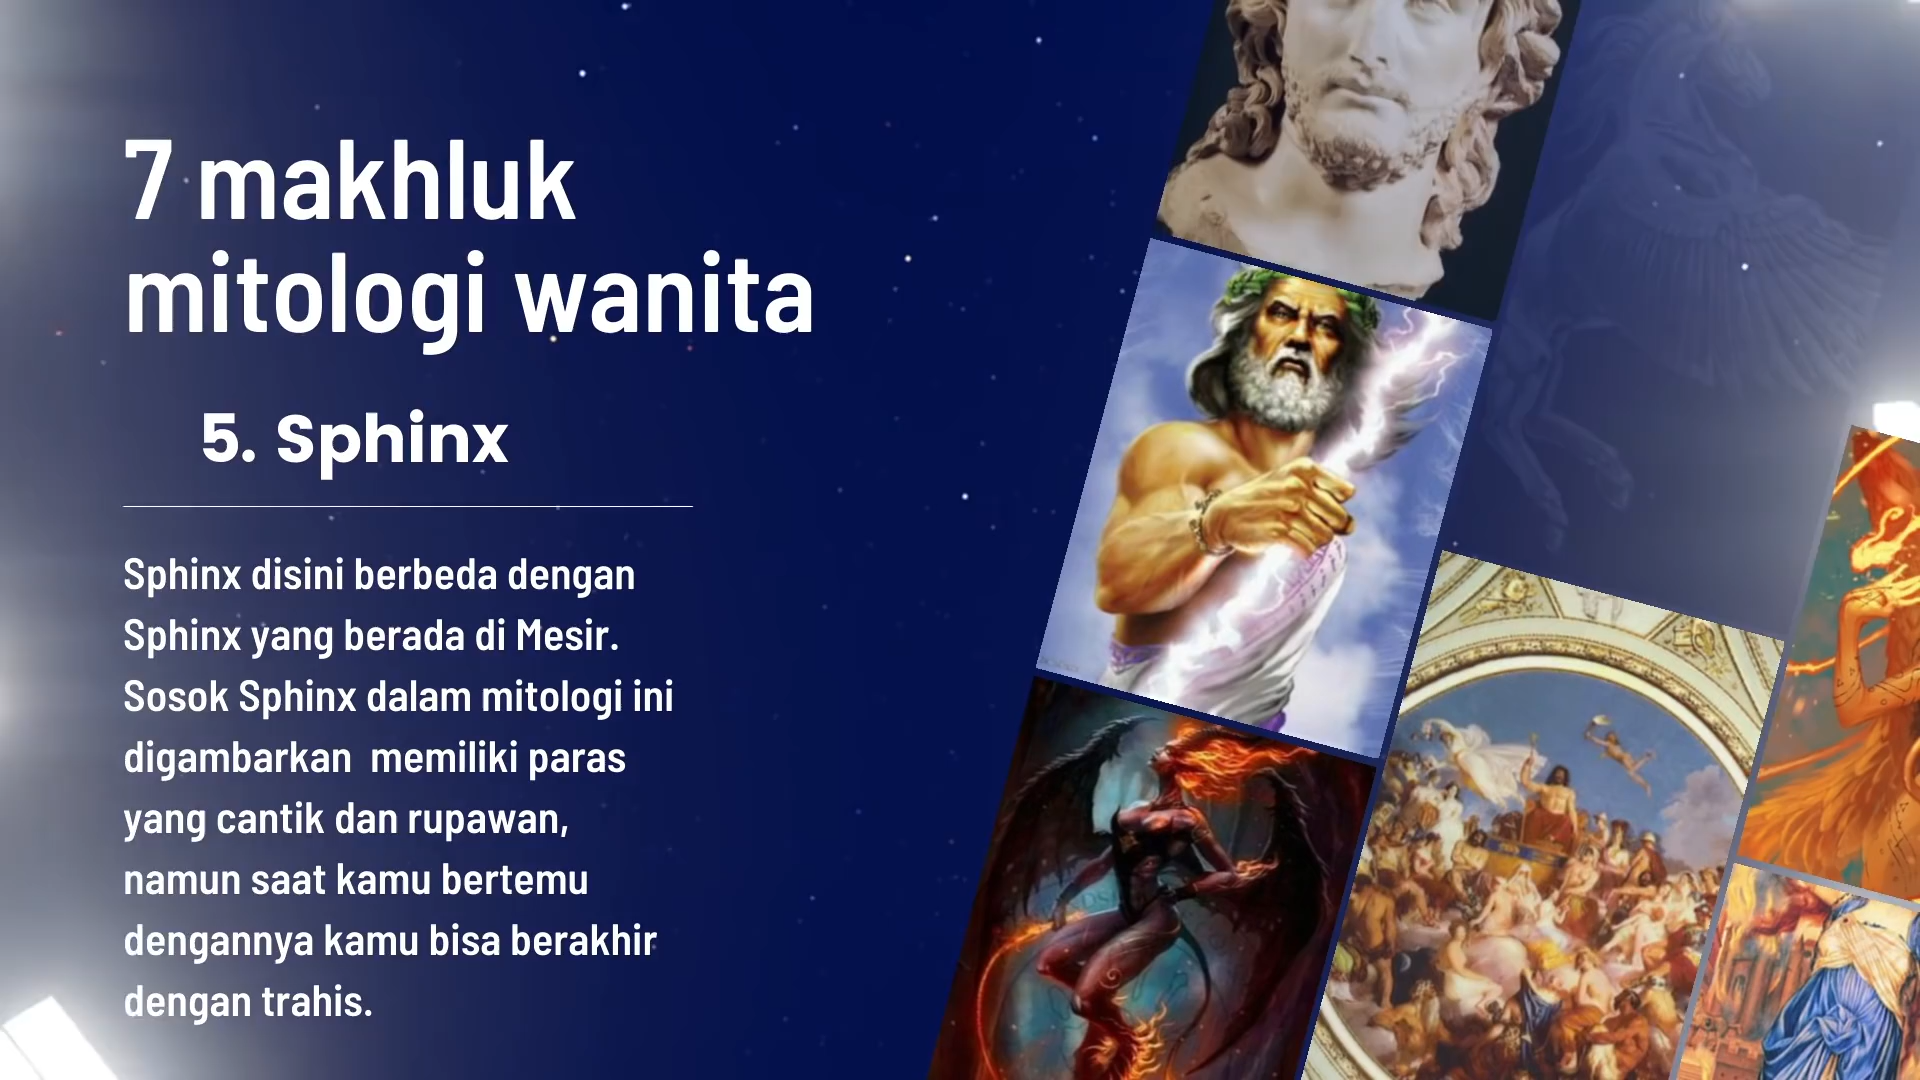 7 makhluk
mitologi wanita
5. Sphinx
Sphinx disini berbeda dengan
Sphinx yang berada di Mesir.
Sosok Sphinx dalam mitologi ini
digambarkan  memiliki paras
yang cantik dan rupawan,
namun saat kamu bertemu
dengannya kamu bisa berakhir
dengan trahis.